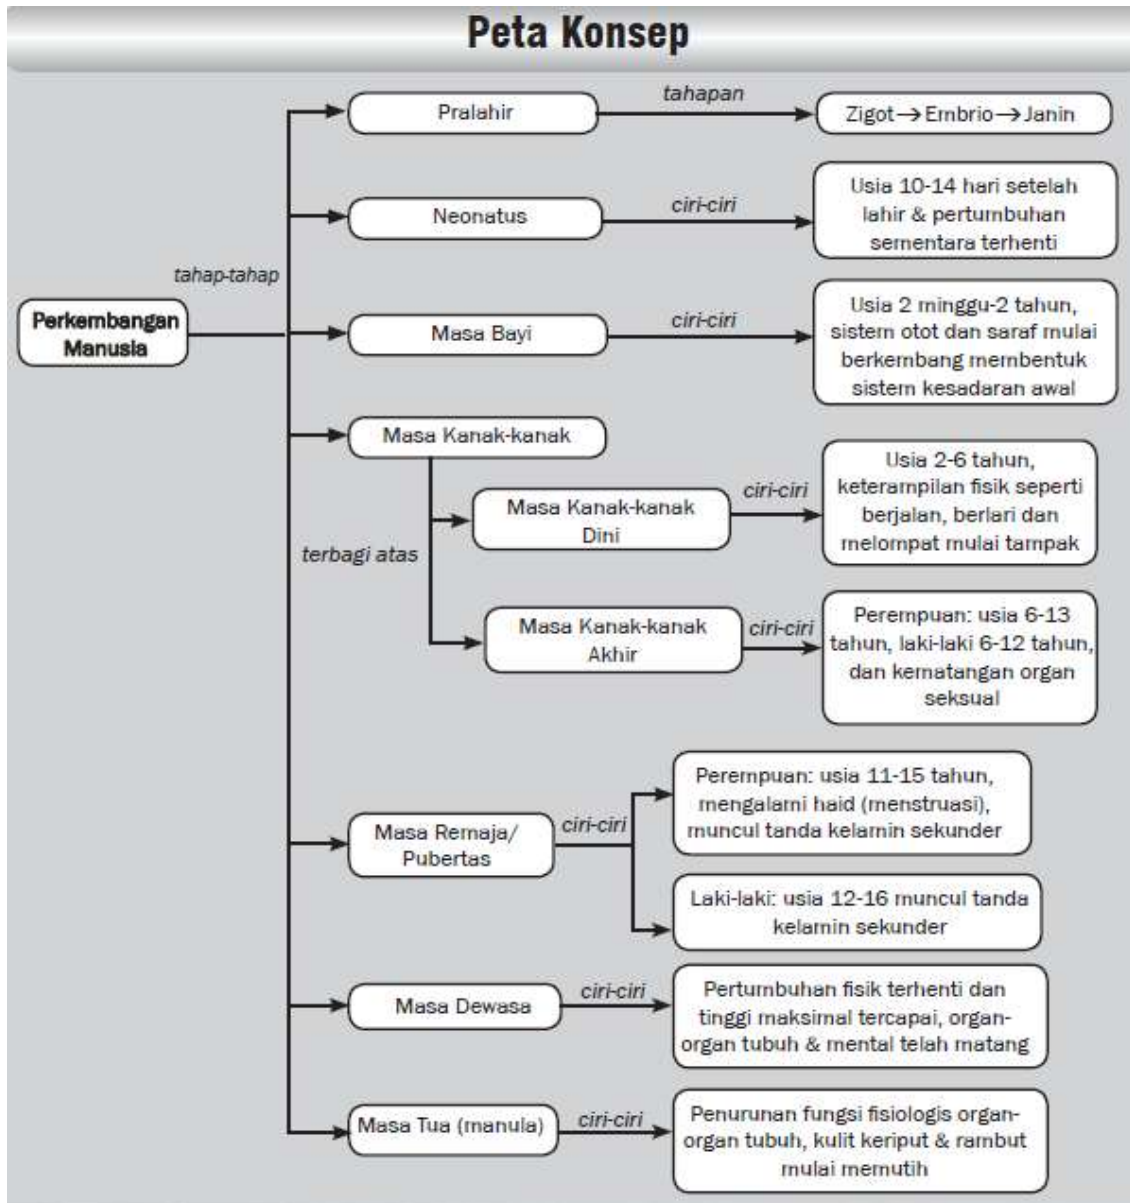 Peta Konsep
Pralahir
tahapan
Zigot→Embrio→Janin
Neonatus
ciri-ciri
Usia 10-14 hari setelah
lahir & pertumbuhan
sementara terhenti
tahap-tahap
Perkembangan
Manusia
Masa Bayi
ciri-ciri
Usia 2 minggu-2 tahun,
sistem otot dan saraf mulai
berkembang membentuk
sistem kesadaran awal
Masa Kanak-kanak
terbagi atas
Masa Kanak-kanak
Dini
ciri-ciri
Usia 2-6 tahun,
keterampilan fisik seperti
berjalan, berlari dan
melompat mulai tampak
Masa Kanak-kanak
Akhir
ciri-ciri
Perempuan: usia 6-13
tahun, laki-laki 6-12 tahun,
dan kematangan organ
seksual
Masa Remaja/
Pubertas
ciri-ciri
Perempuan: usia 11-15 tahun,
mengalami haid (menstruasi),
muncul tanda kelamin sekunder
Laki-laki: usia 12-16 muncul tanda
kelamin sekunder
Masa Dewasa
ciri-ciri
Pertumbuhan fisik terhenti dan
tinggi maksimal tercapai, organ-
organ tubuh & mental telah matang
Masa Tua (manula)
ciri-ciri
Penurunan fungsi fisiologis organ-
organ tubuh, kulit keriput & rambut
mulai memutih